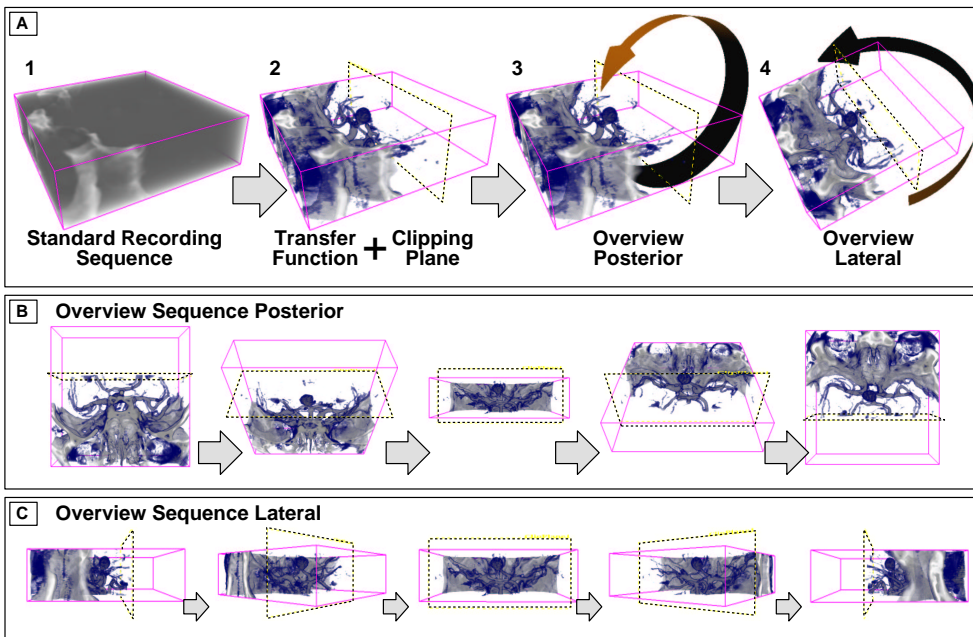 A
1
2
3
4
Standard Recording
Sequence
Transfer
Function
+
Clipping
Plane
Overview
Posterior
Overview
Lateral
B
Overview Sequence Posterior
C
Overview Sequence Lateral